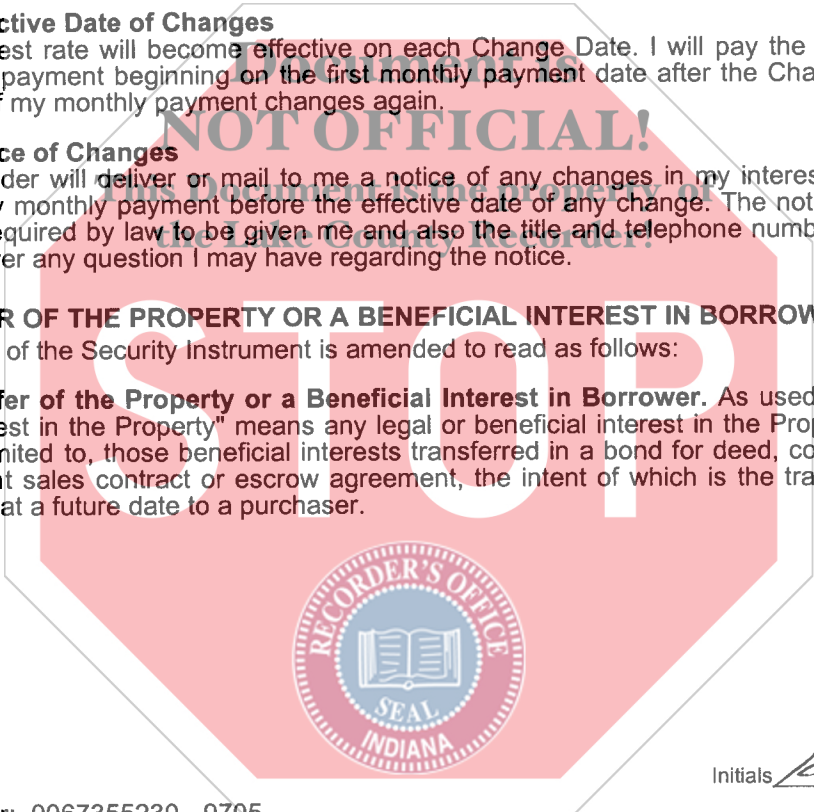 ctive Date of Changes
est rate will become effective on each Change Date. I will pay the
payment beginning on the first monthly payment date after the Cha
f my monthly payment changes again.
ce of Changes
der will deliver or mail to me a notice of any changes in my interes
y monthly payment before the effective date of any change. The not
equired by law to be given me and also the title and telephone numb
er any question I may have regarding the notice.
R OF THE PROPERTY OR A BENEFICIAL INTEREST IN BORROW
of the Security Instrument is amended to read as follows:
fer of the Property or a Beneficial Interest in Borrower. As used
est in the Property" means any legal or beneficial interest in the Prop
mited to, those beneficial interests transferred in a bond for deed, co
t sales contract or escrow agreement, the intent of which is the tra
at a future date to a purchaser.
Document is
NOT OFFICIAL!
This Document is the property of
the Lake County Recorder!
STOP
RECORDER'S OFFICE
SEAL
INDIANA
Initials
0067355230 - 9705